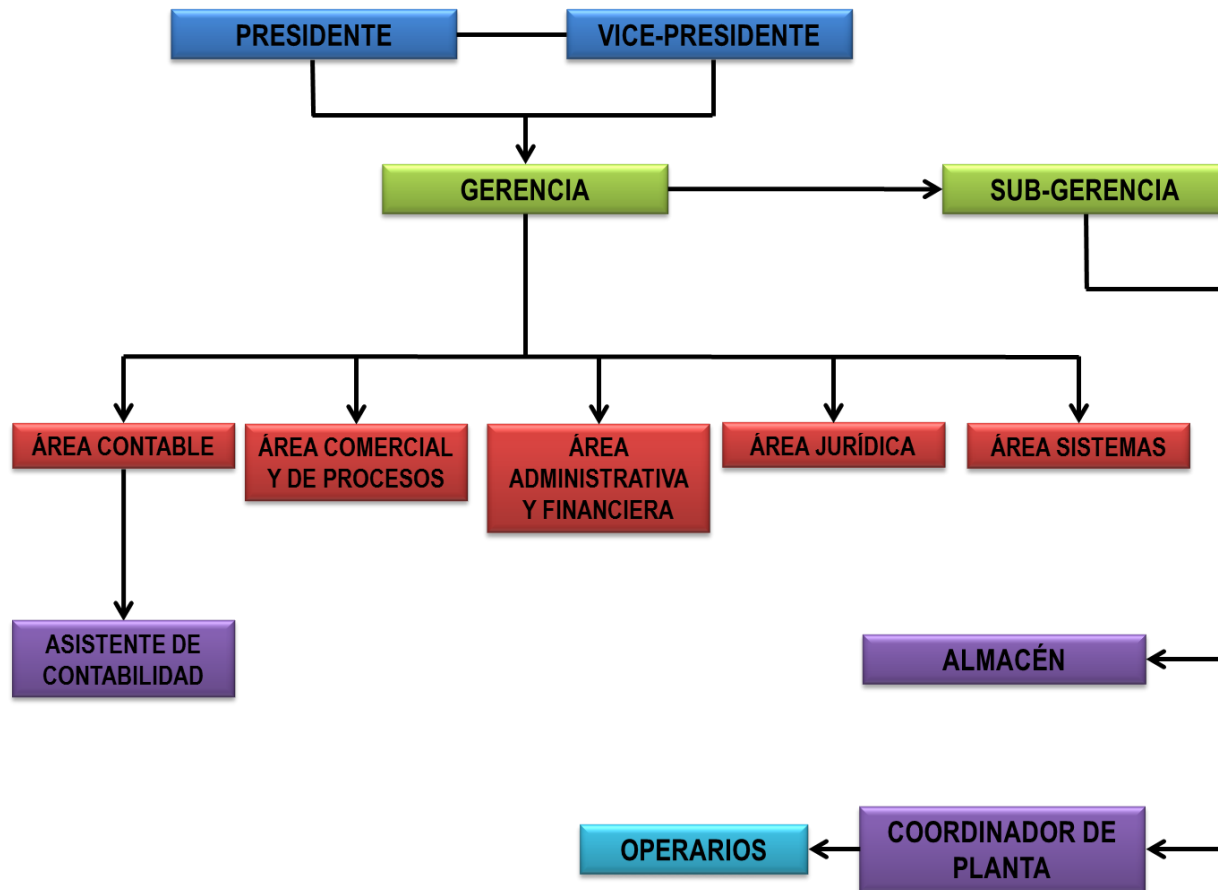 PRESIDENTE
VICE-PRESIDENTE
GERENCIA
SUB-GERENCIA
ÁREA CONTABLE
ÁREA COMERCIAL
Y DE PROCESOS
ÁREA
ADMINISTRATIVA
Y FINANCIERA
ÁREA JURÍDICA
ÁREA SISTEMAS
ASISTENTE DE
CONTABILIDAD
ALMACÉN
OPERARIOS
COORDINADOR DE
PLANTA